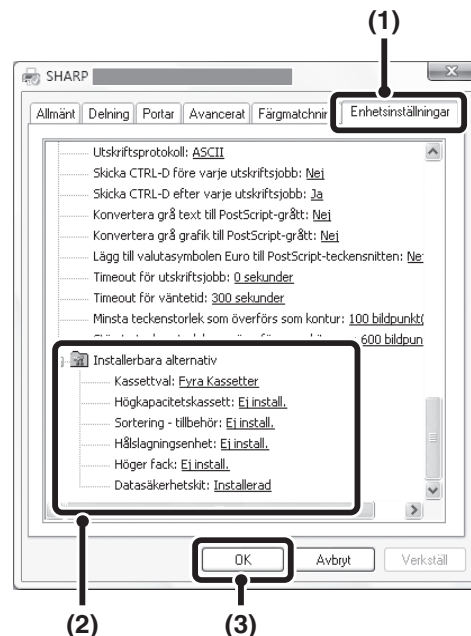 (1)
SHARP
Allmänt Delning Portar Avancerat Färgmatchnin Enhetsinställningar
Utskriftsprotokoll: ASCII
Skicka CTRL-D före varje utskriftsjobb: Nej
Skicka CTRL-D efter varje utskriftsjobb: Ja
Konvertera grå text till PostScript-grått: Nej
Konvertera grå grafik till PostScript-grått: Nej
Lägg till valutasymbolen Euro till PostScript-teckensnitten: Ne
Timeout för utskriftsjobb: 0 sekunder
Timeout för väntetid: 300 sekunder
Minsta teckenstorlek som överförs som kontur: 100 bildpunkt(
600 bildpun
Installerbara alternativ
Kassettval: Fyra Kassetter
Högkapacitetskassett: Ej install.
Sortering - tillbehör: Ej install.
Hålslagningsenhet: Ej install.
Höger fack: Ej install.
Datasäkerhetskit: Installerad
OK Avbryt Verkställ
(2) (3)